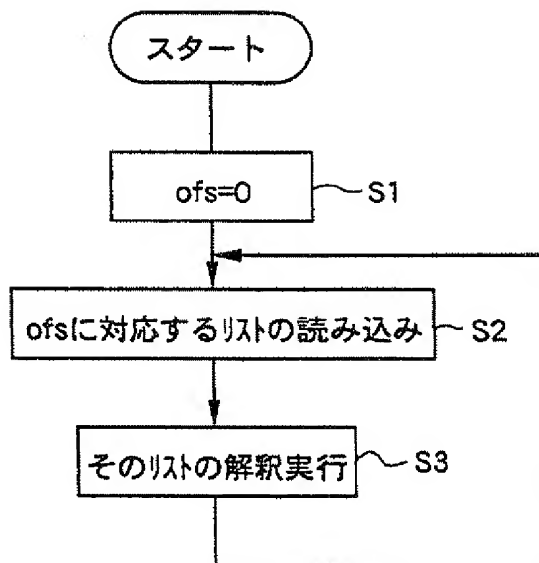 スタート
ofs=0
S1
ofsに対応するリストの読み込み
S2
そのリストの解釈実行
S3